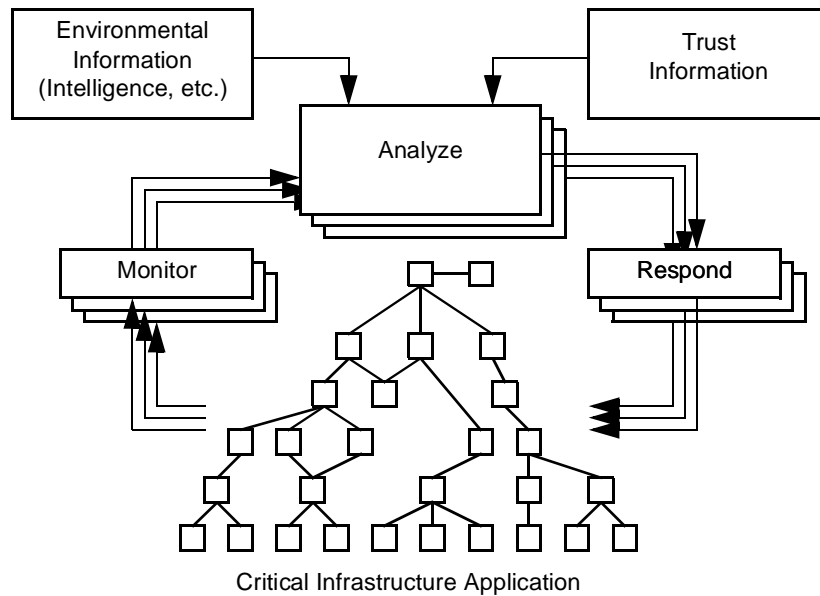 Environmental
Information
(Intelligence, etc.)
Trust
Information
Analyze
Monitor
Respond
Critical Infrastructure Application